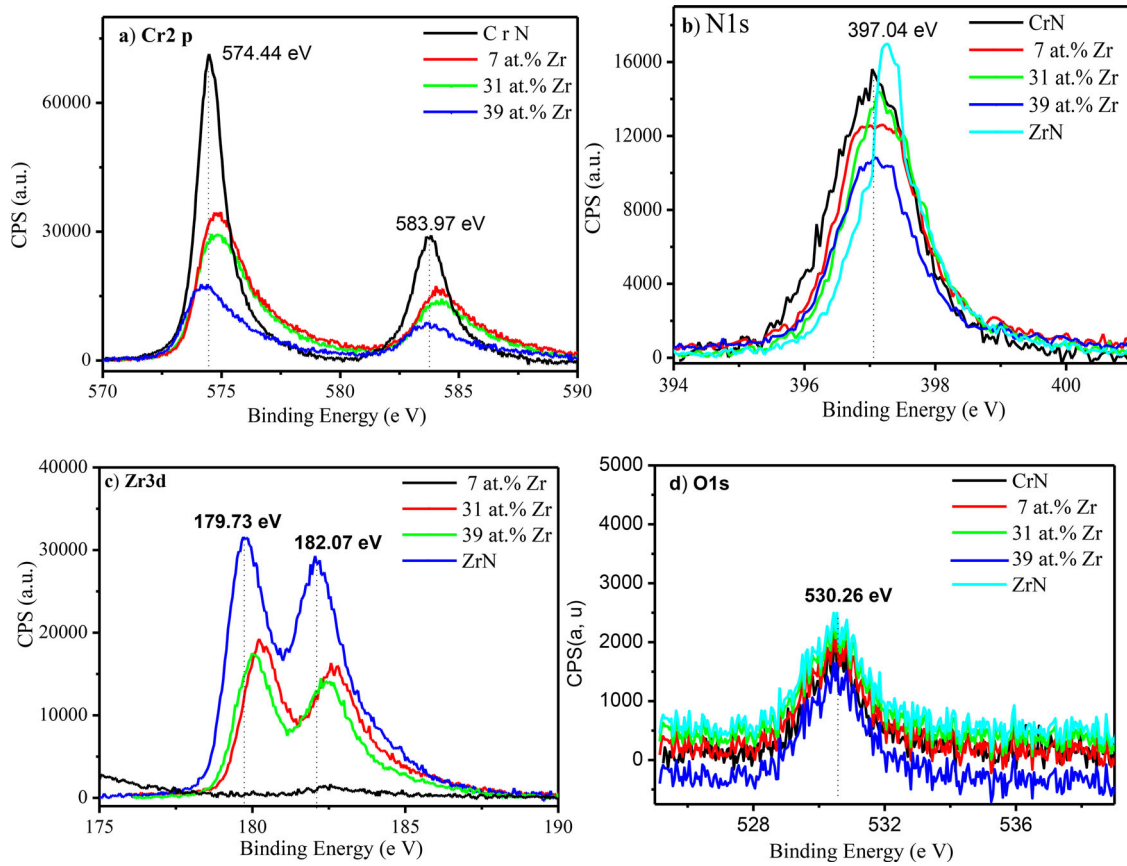 a) Cr2 p
574.44 eV
583.97 eV
C r N
7 at.% Zr
31 at.% Zr
39 at.% Zr
CPS (a.u.)
60000
30000
0
570
575
580
585
590
Binding Energy (e V)
b) N1s
397.04 eV
CrN
7 at.% Zr
31 at.% Zr
39 at.% Zr
ZrN
CPS (a.u.)
16000
12000
8000
4000
0
394
396
398
400
Binding Energy (e V)
c) Zr3d
179.73 eV
182.07 eV
7 at.% Zr
31 at.% Zr
39 at.% Zr
ZrN
CPS (a.u.)
40000
30000
20000
10000
0
175
180
185
190
Binding Energy (e V)
d) O1s
530.26 eV
CrN
7 at.% Zr
31 at.% Zr
39 at.% Zr
ZrN
CPS(a, u)
5000
4000
3000
2000
1000
0
528
532
536
Binding Energy (e V)